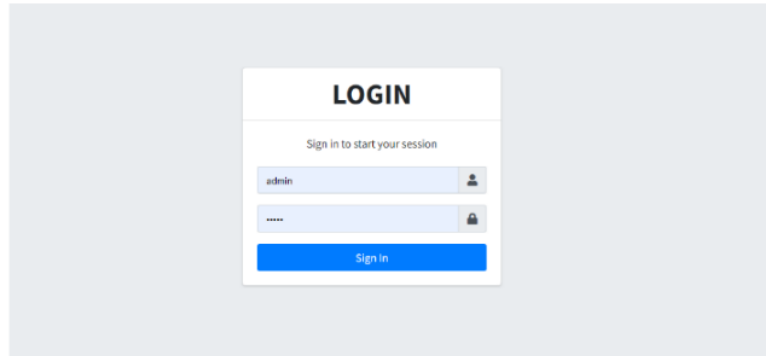 LOGIN
Sign in to start your session
admin
•••••
Sign In